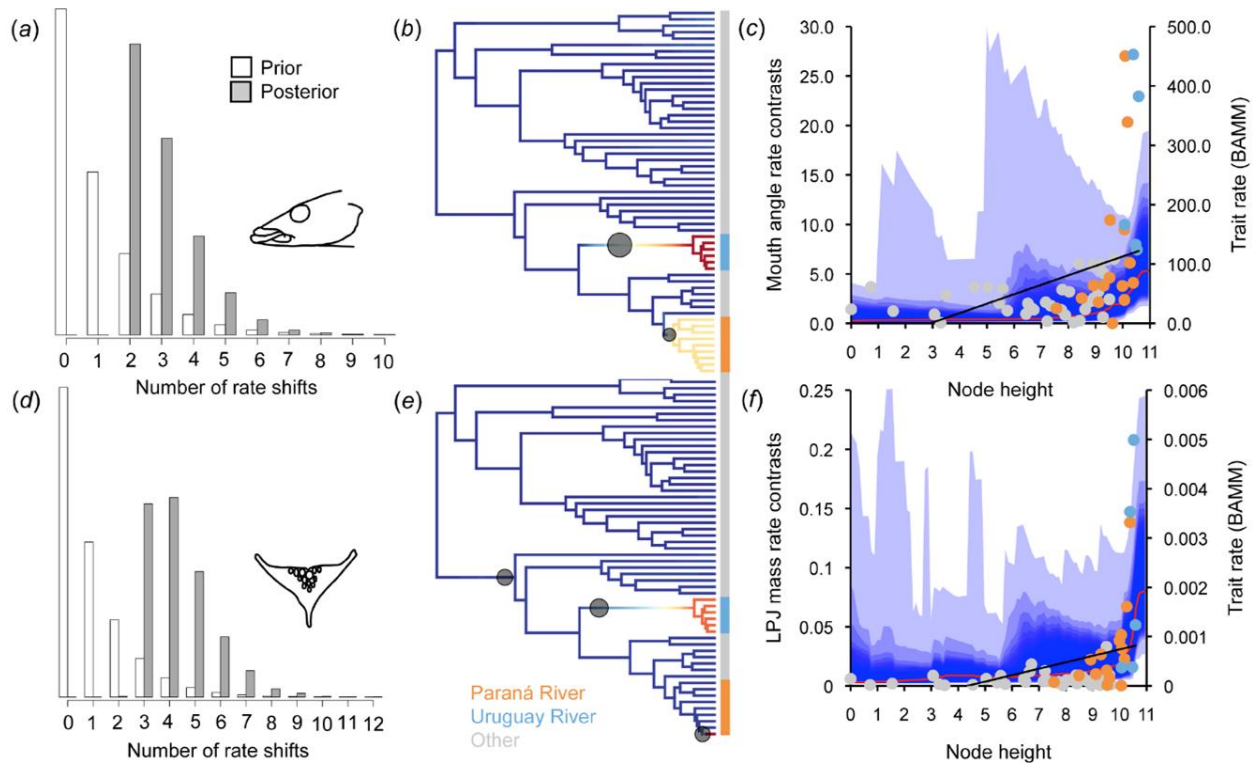 (a)
Prior
Posterior
0 1 2 3 4 5 6 7 8 9 10
Number of rate shifts
(b)
(c)
30.0
25.0
20.0
15.0
10.0
5.0
0.0
Mouth angle rate contrasts
500.0
400.0
300.0
200.0
100.0
0.0
Trait rate (BAMM)
0 1 2 3 4 5 6 7 8 9 10 11
Node height
(d)
0 1 2 3 4 5 6 7 8 9 10 11 12
Number of rate shifts
(e)
Paraná River
Uruguay River
Other
(f)
0.25
0.2
0.15
0.1
0.05
0
LPJ mass rate contrasts
0.006
0.005
0.004
0.003
0.002
0.001
0
Trait rate (BAMM)
0 1 2 3 4 5 6 7 8 9 10 11
Node height